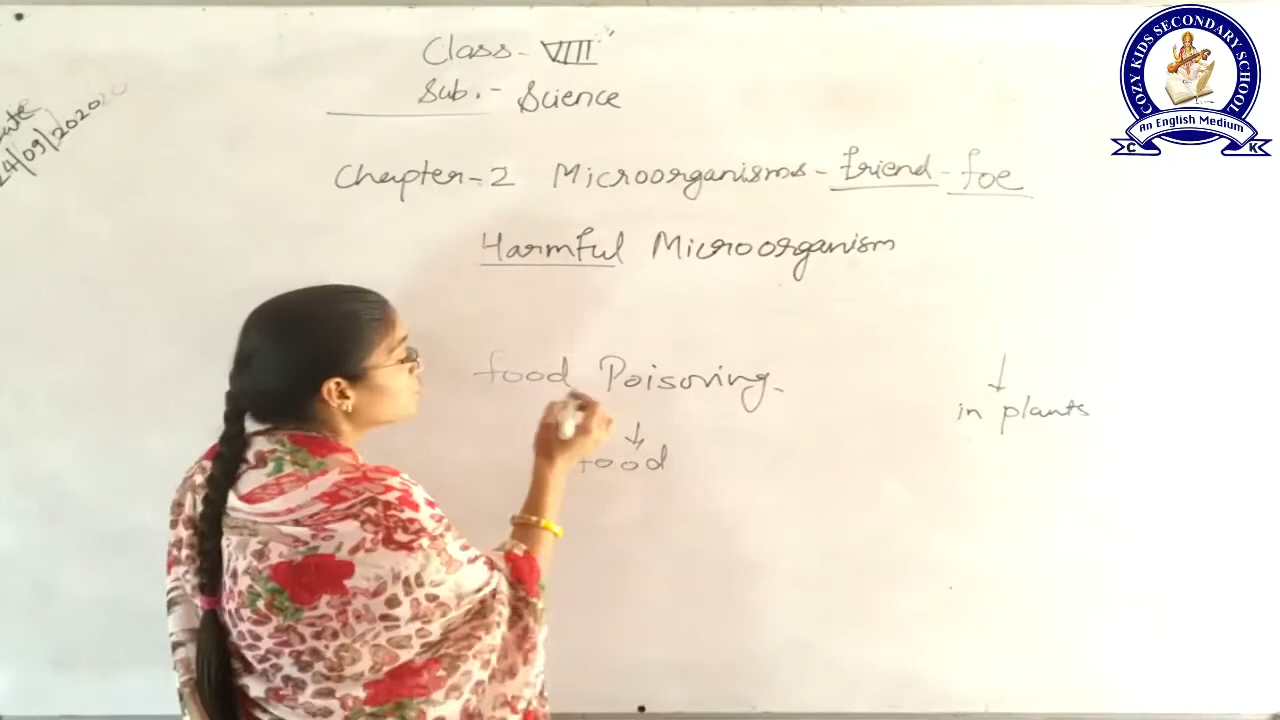 Class - VIII
Sub. - Science
24/09/2020
Chapter-2 Microorganisms - friend - foe
Harmful Microorganism
food Poisoning
in plants
food
COZY KIDS SECONDARY SCHOOL
An English Medium
C K